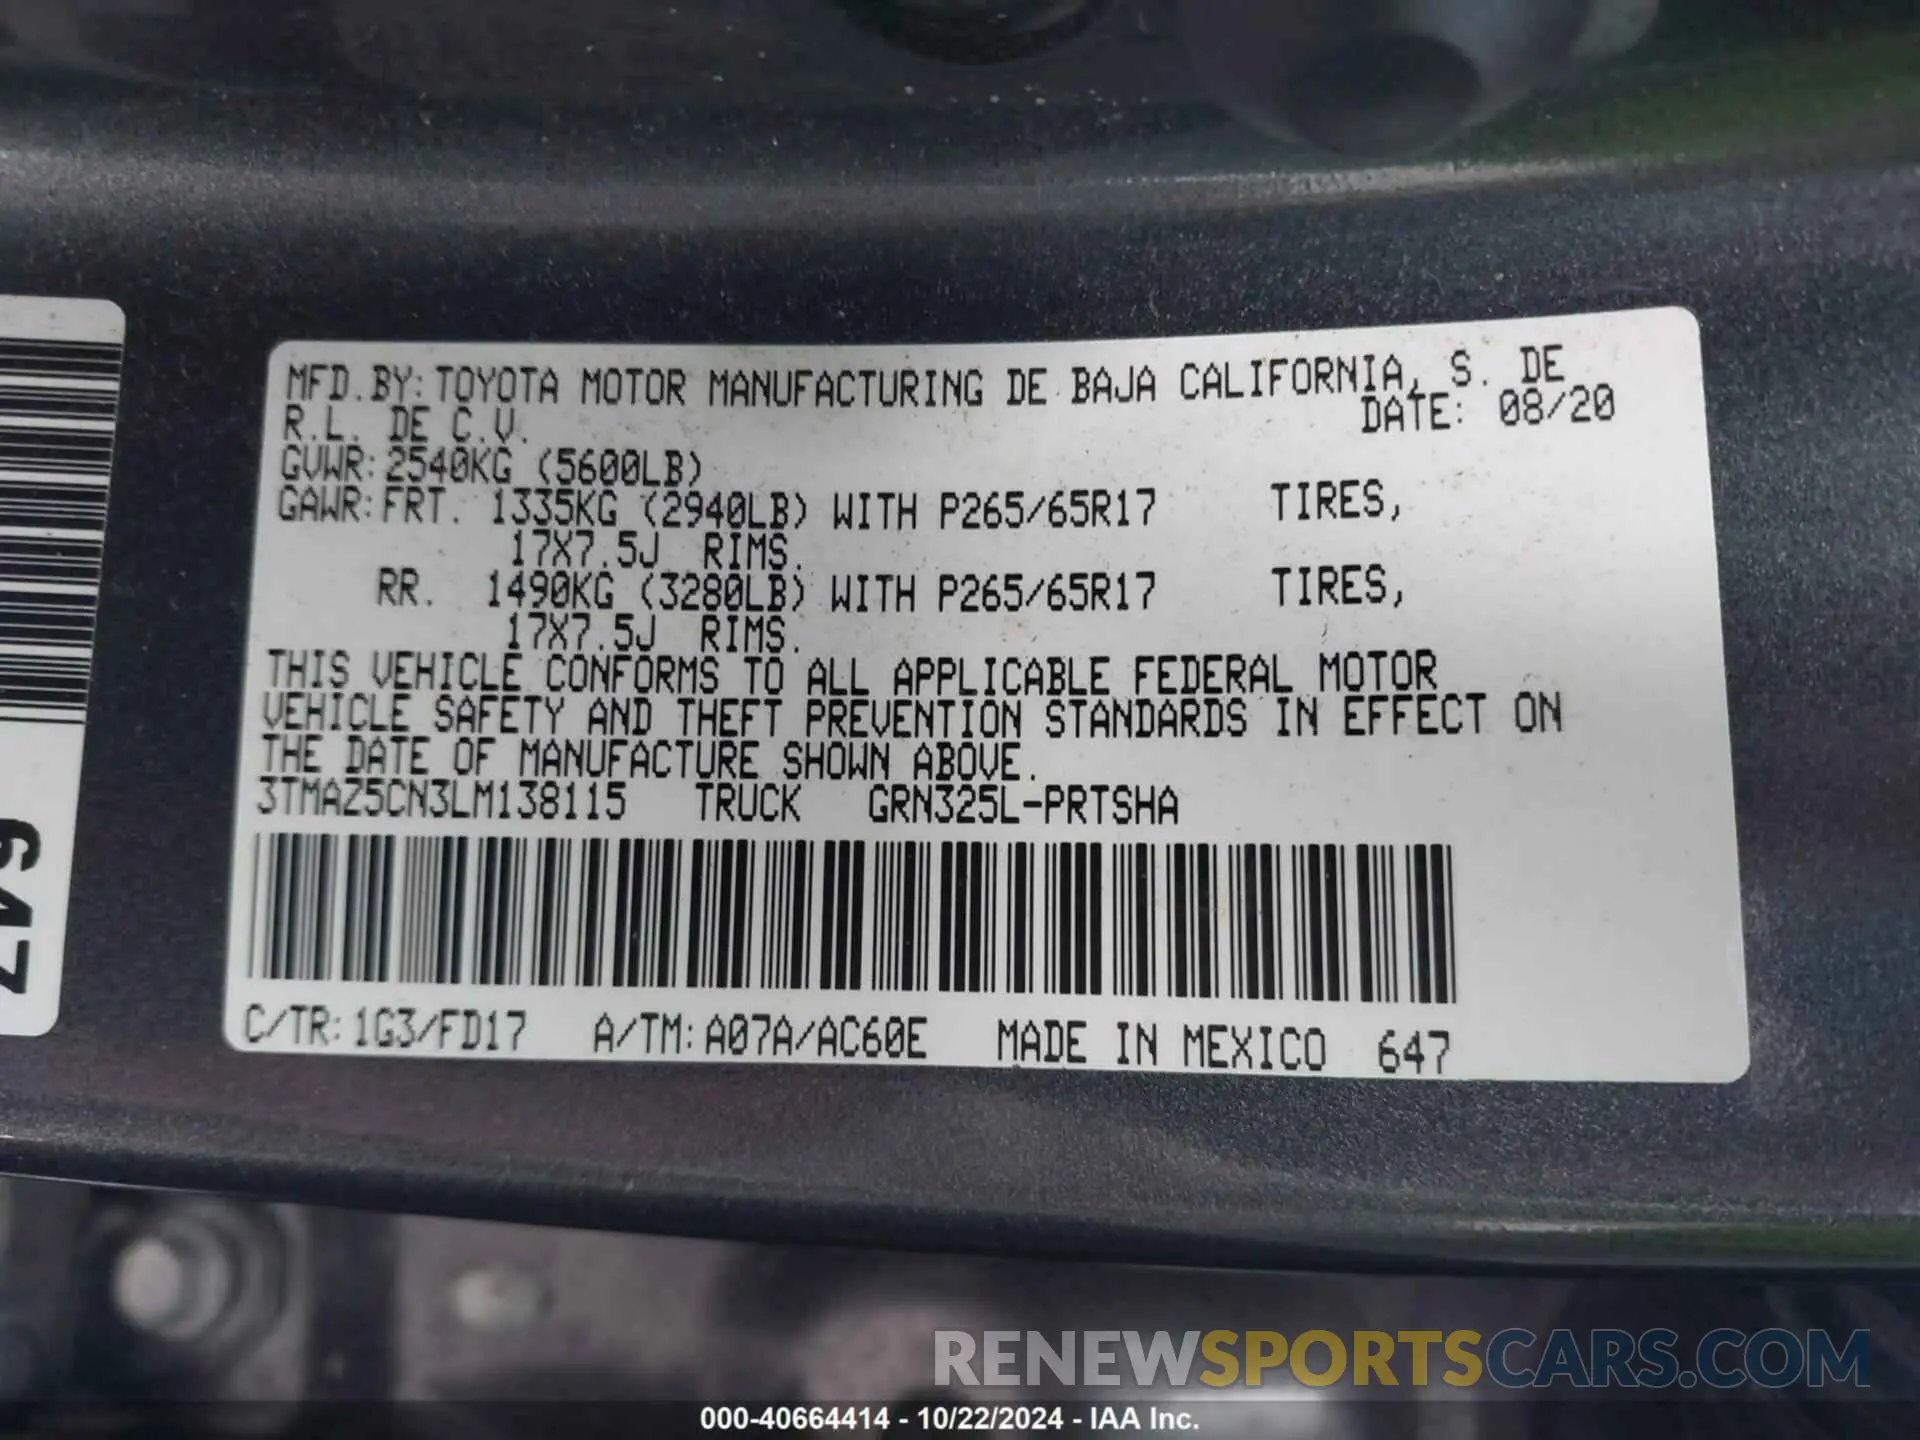 MFD.BY:TOYOTA MOTOR MANUFACTURING DE BAJA CALIFORNIA, S. DE
R.L. DE C.V. DATE: 08/20
GVWR:2540KG (5600LB)
GAWR:FRT. 1335KG (2940LB) WITH P265/65R17 TIRES,
17X7.5J RIMS.
RR. 1490KG (3280LB) WITH P265/65R17 TIRES,
17X7.5J RIMS.
THIS VEHICLE CONFORMS TO ALL APPLICABLE FEDERAL MOTOR
VEHICLE SAFETY AND THEFT PREVENTION STANDARDS IN EFFECT ON
THE DATE OF MANUFACTURE SHOWN ABOVE.
3TMAZ5CN3LM138115 TRUCK GRN325L-PRTSHA
C/TR:1G3/FD17 A/TM:A07A/AC60E MADE IN MEXICO 647
647
RENEWSPORTSCARS.COM
000-40664414 - 10/22/2024 - IAA Inc.